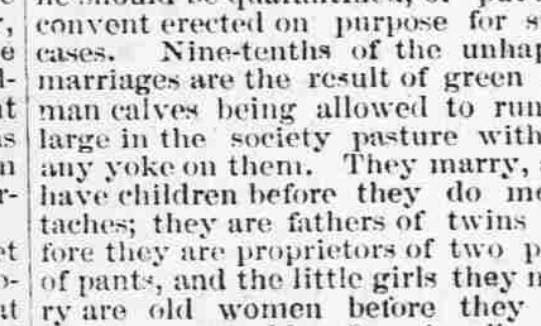 convent erected on purpose for s
cases. Nine-tenths of the unhap
marriages are the result of green
man calves being allowed to run
large in the society pasture with
any yoke on them. They marry,
have children before they do m
taches; they are fathers of twins
fore they are proprietors of two p
of pants, and the little girls they m
ry are old women before they